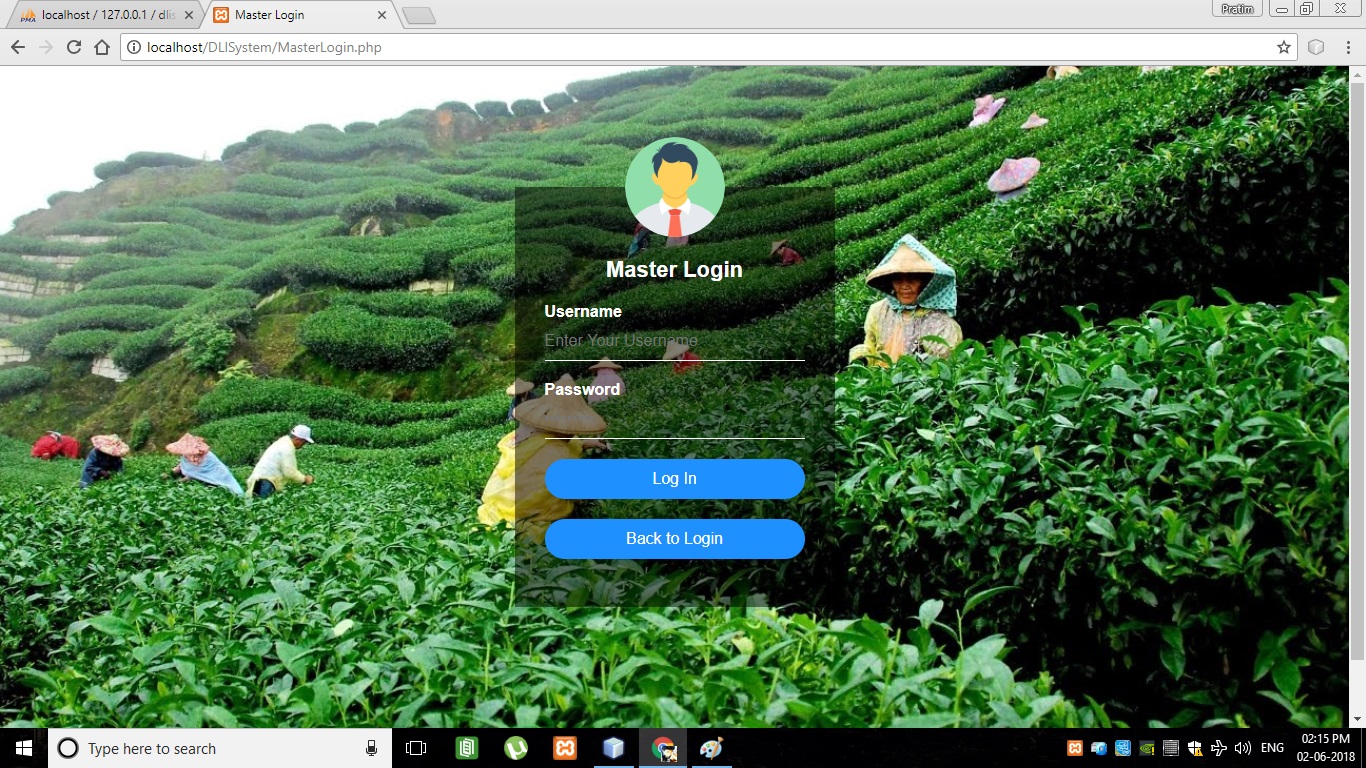 localhost / 127.0.0.1 / dlis
Master Login
Pratim
localhost/DLISystem/MasterLogin.php
Master Login
Username
Enter Your Username
Password
Log In
Back to Login
Type here to search
ENG
02:15 PM
02-06-2018